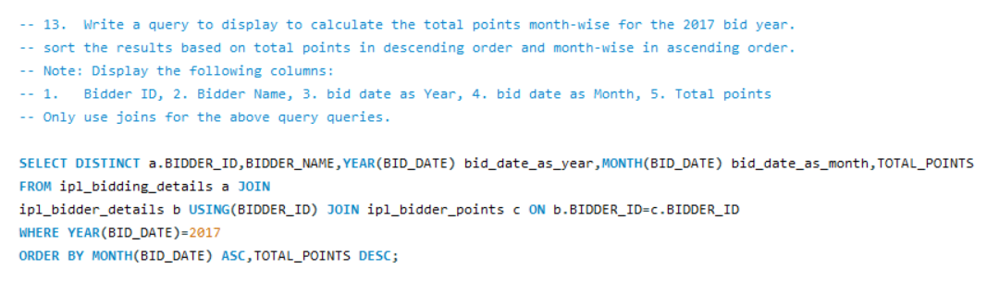 -- 13.  Write a query to display to calculate the total points month-wise for the 2017 bid year.
-- sort the results based on total points in descending order and month-wise in ascending order.
-- Note: Display the following columns:
-- 1.   Bidder ID, 2. Bidder Name, 3. bid date as Year, 4. bid date as Month, 5. Total points
-- Only use joins for the above query queries.
SELECT DISTINCT a.BIDDER_ID,BIDDER_NAME,YEAR(BID_DATE) bid_date_as_year,MONTH(BID_DATE) bid_date_as_month,TOTAL_POINTS
FROM ipl_bidding_details a JOIN
ipl_bidder_details b USING(BIDDER_ID) JOIN ipl_bidder_points c ON b.BIDDER_ID=c.BIDDER_ID
WHERE YEAR(BID_DATE)=2017
ORDER BY MONTH(BID_DATE) ASC,TOTAL_POINTS DESC;